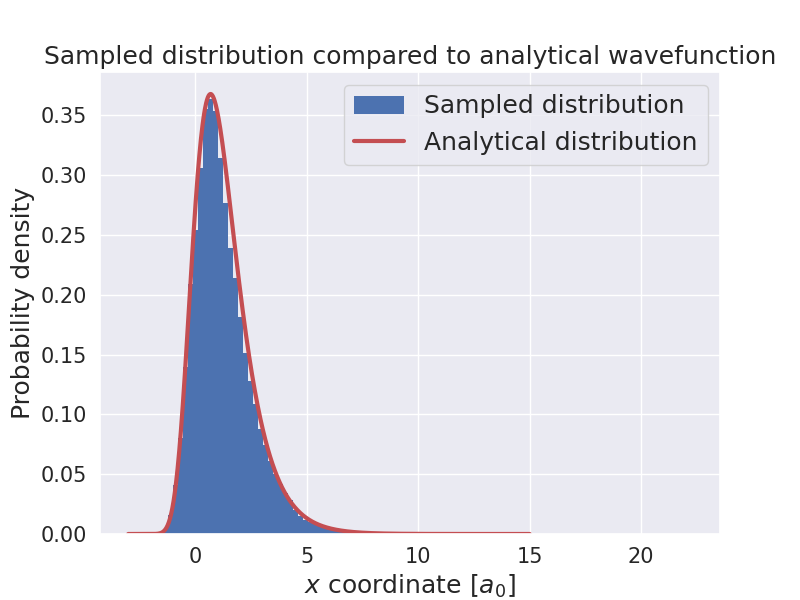 Sampled distribution compared to analytical wavefunction
Sampled distribution
Analytical distribution
Probability density
0.35
0.30
0.25
0.20
0.15
0.10
0.05
0.00
0 5 10 15 20
x coordinate [a₀]